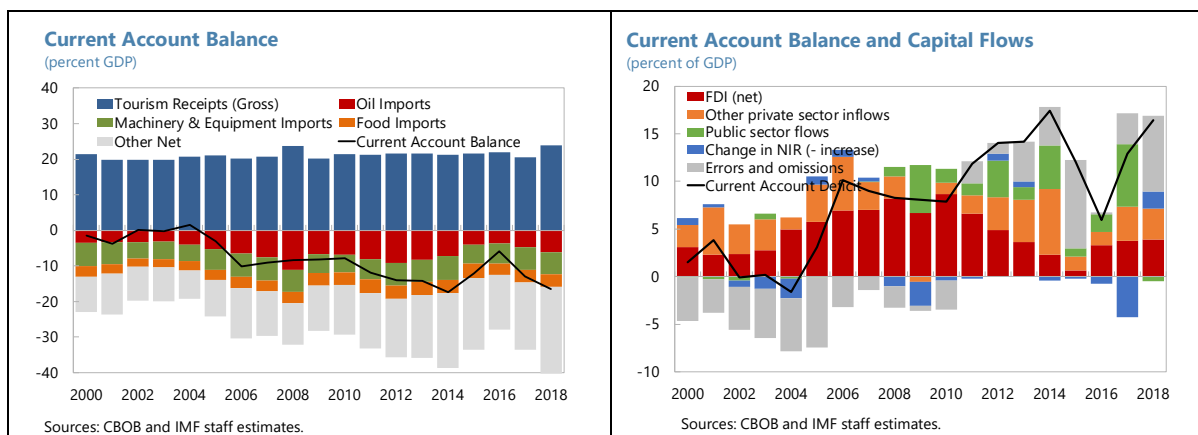 Current Account Balance
(percent GDP)
40
30
20
10
0
-10
-20
-30
-40
Tourism Receipts (Gross)
Oil Imports
Machinery & Equipment Imports
Food Imports
Other Net
Current Account Balance
2000 2002 2004 2006 2008 2010 2012 2014 2016 2018
Sources: CBOB and IMF staff estimates.
Current Account Balance and Capital Flows
(percent of GDP)
20
15
10
5
0
-5
-10
FDI (net)
Other private sector inflows
Public sector flows
Change in NIR (- increase)
Errors and omissions
Current Account Deficit
2000 2002 2004 2006 2008 2010 2012 2014 2016 2018
Sources: CBOB and IMF staff estimates.